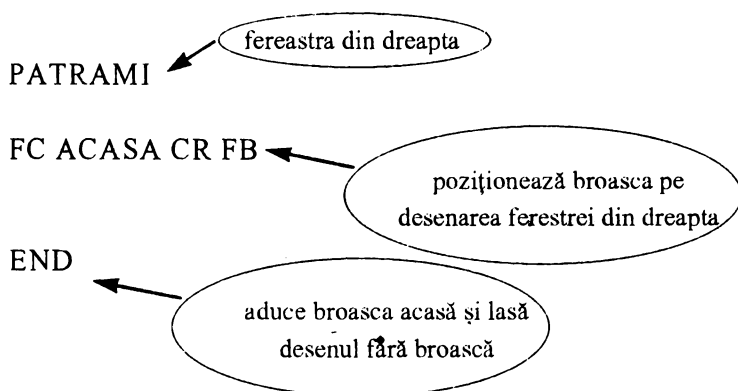 fereastra din dreapta
PATRAMI
FC ACASA CR FB
poziţionează broasca pe
desenarea ferestrei din dreapta
END
aduce broasca acasă şi lasă
desenul fără broască